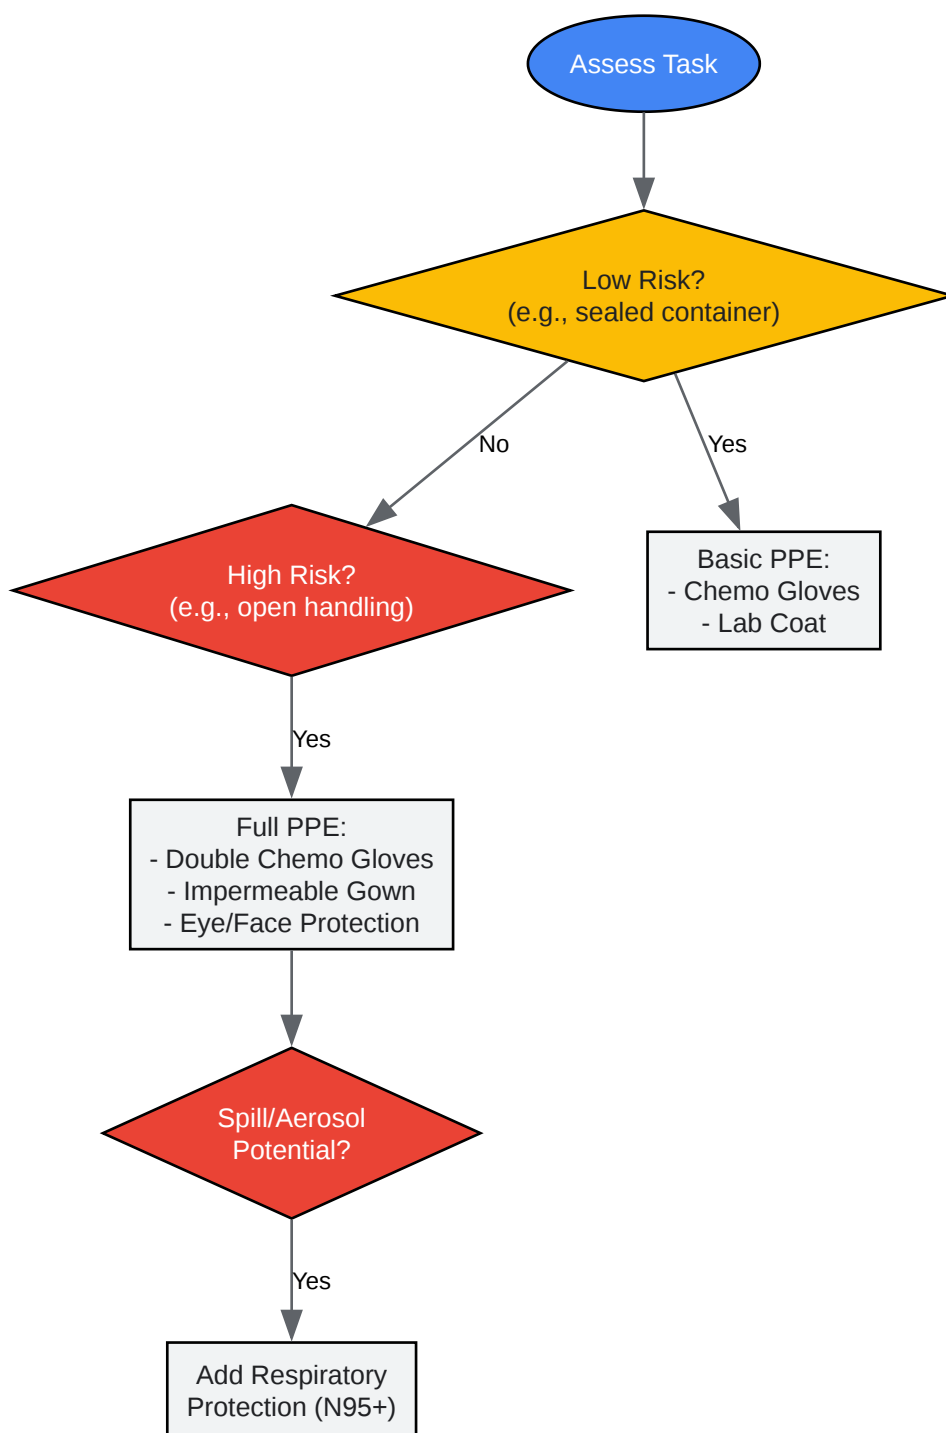 Assess Task
Low Risk?
(e.g., sealed container)
No
Yes
High Risk?
(e.g., open handling)
Basic PPE:
- Chemo Gloves
- Lab Coat
Yes
Full PPE:
- Double Chemo Gloves
- Impermeable Gown
- Eye/Face Protection
Spill/Aerosol
Potential?
Yes
Add Respiratory
Protection (N95+)